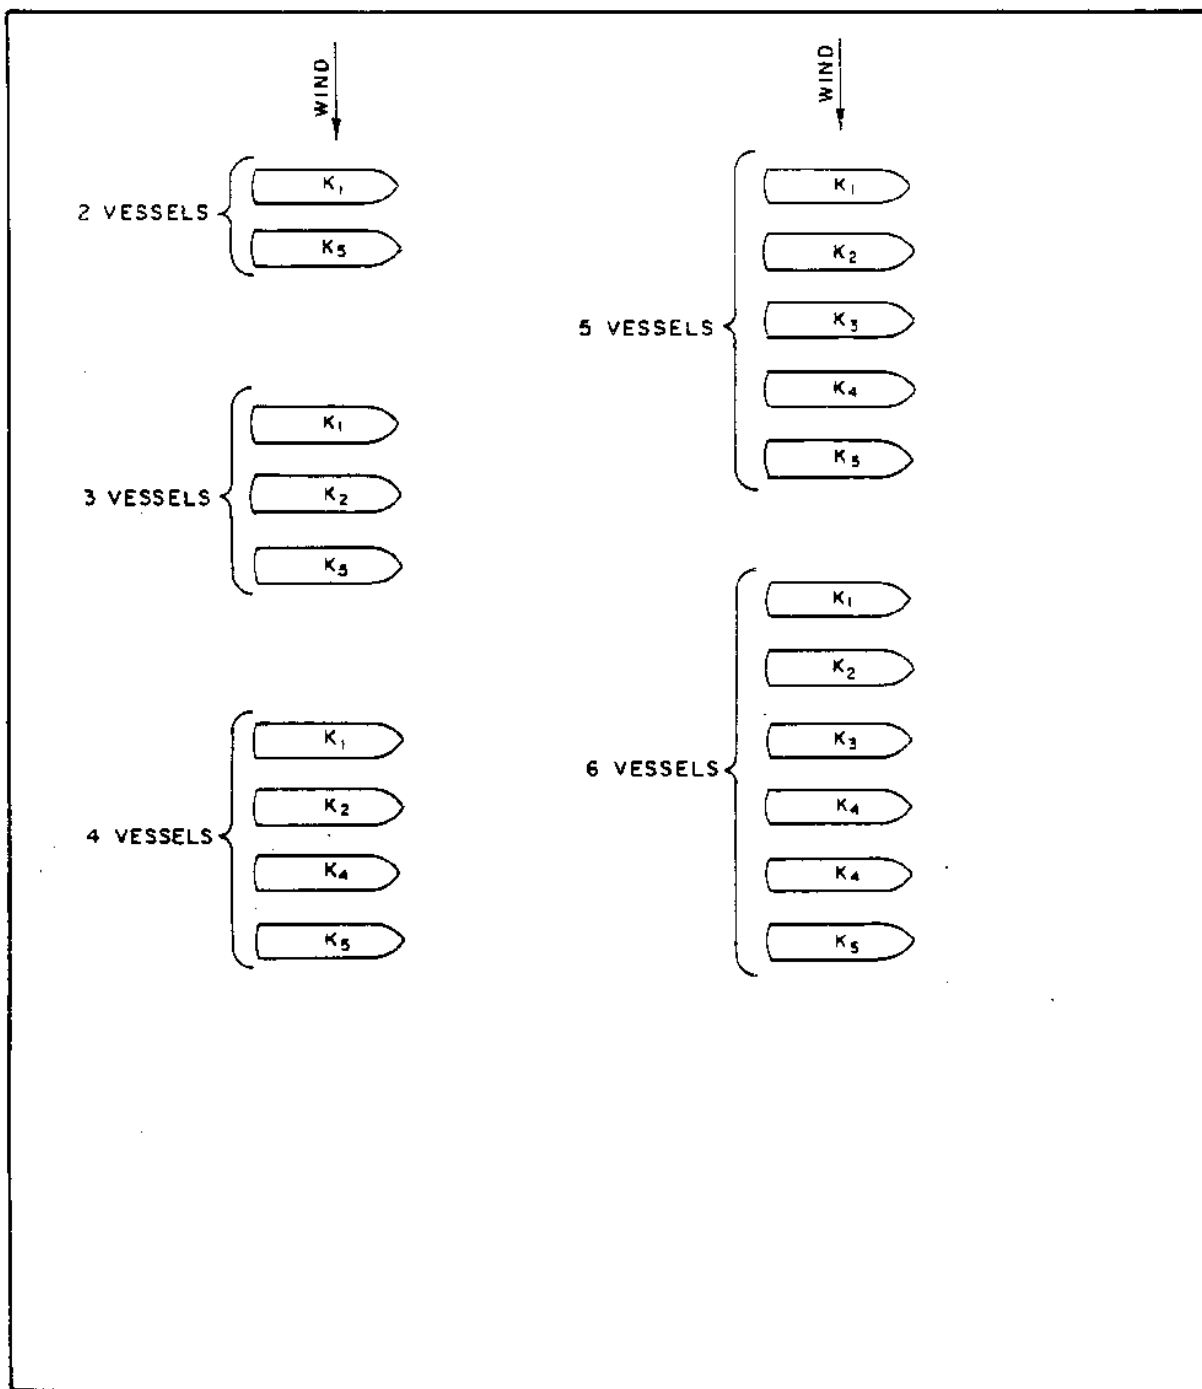 WIND
2 VESSELS
K₁
K₅
3 VESSELS
K₁
K₂
K₅
4 VESSELS
K₁
K₂
K₄
K₅
WIND
5 VESSELS
K₁
K₂
K₃
K₄
K₅
6 VESSELS
K₁
K₂
K₃
K₄
K₄
K₅